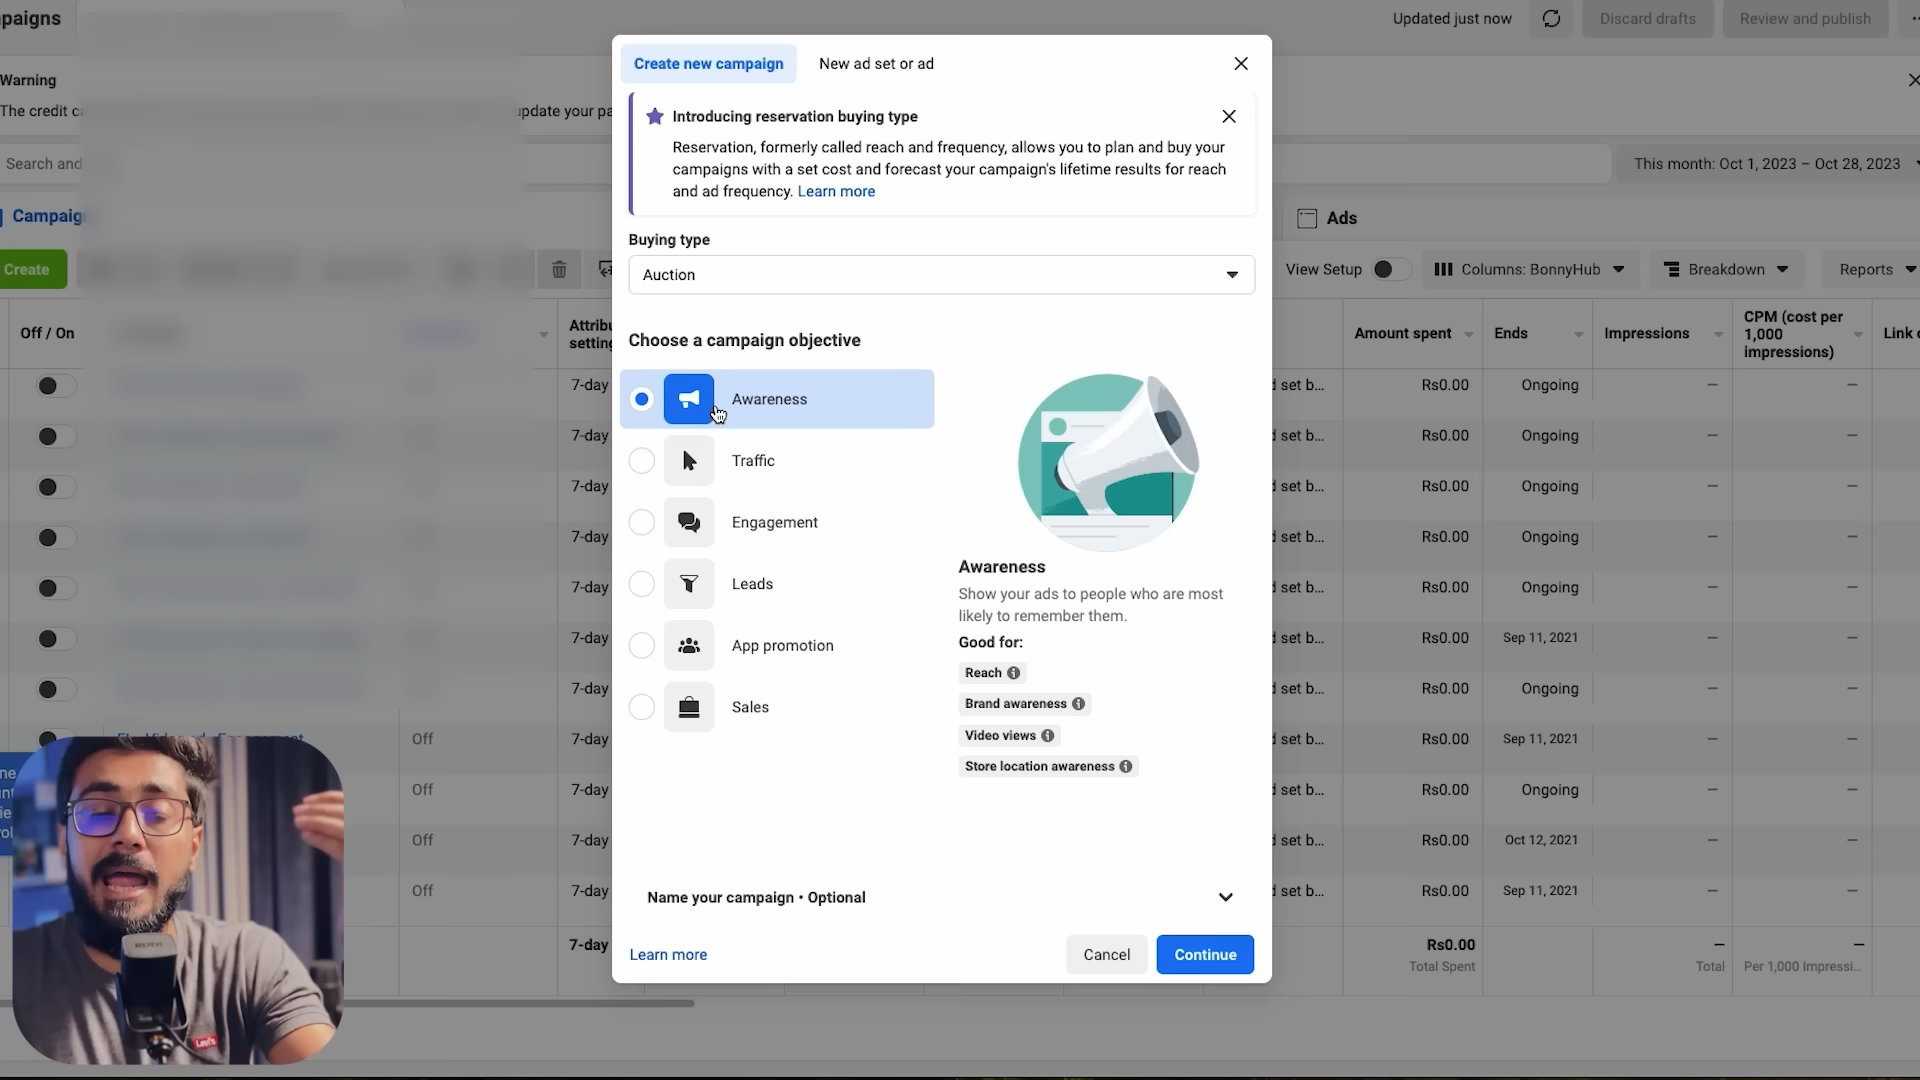 paigns
Updated just now
Discard drafts
Review and publish
Warning
The credit c
update your pa
Search and
This month: Oct 1, 2023 – Oct 28, 2023
Campaig
Ads
Create
View Setup
Columns: BonnyHub
Breakdown
Reports
Off / On
Attribu
setting
Amount spent
Ends
Impressions
CPM (cost per
1,000
impressions)
Link
7-day
d set b...
Rs0.00
Ongoing
—
—
7-day
d set b...
Rs0.00
Ongoing
—
—
7-day
d set b...
Rs0.00
Ongoing
—
—
7-day
d set b...
Rs0.00
Ongoing
—
—
7-day
d set b...
Rs0.00
Ongoing
—
—
7-day
d set b...
Rs0.00
Sep 11, 2021
—
—
7-day
d set b...
Rs0.00
Ongoing
—
—
Off
7-day
d set b...
Rs0.00
Sep 11, 2021
—
—
Off
7-day
d set b...
Rs0.00
Ongoing
—
—
Off
7-day
d set b...
Rs0.00
Oct 12, 2021
—
—
Off
7-day
d set b...
Rs0.00
Sep 11, 2021
—
—
7-day
Rs0.00
Total Spent
—
Total
—
Per 1,000 Impressi...
Create new campaign
New ad set or ad
Introducing reservation buying type
Reservation, formerly called reach and frequency, allows you to plan and buy your
campaigns with a set cost and forecast your campaign's lifetime results for reach
and ad frequency. Learn more
Buying type
Auction
Choose a campaign objective
Awareness
Traffic
Engagement
Leads
App promotion
Sales
Awareness
Show your ads to people who are most
likely to remember them.
Good for:
Reach
Brand awareness
Video views
Store location awareness
Name your campaign • Optional
Learn more
Cancel
Continue
Levi's